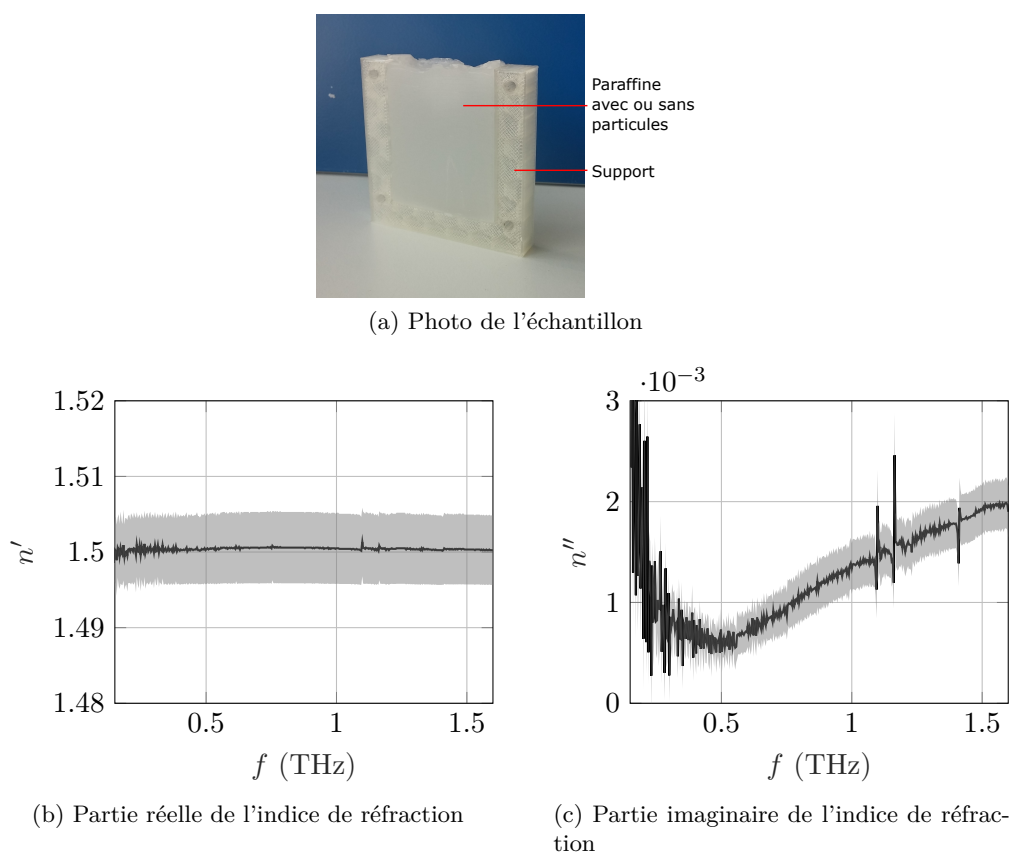 Paraffine
avec ou sans
particules
Support
(a) Photo de l'échantillon
1.52
1.51
1.5
1.49
1.48
n′
0.5
1
1.5
f (THz)
(b) Partie réelle de l'indice de réfraction
·10−3
3
2
1
0
n′′
0.5
1
1.5
f (THz)
(c) Partie imaginaire de l'indice de réfrac-
tion